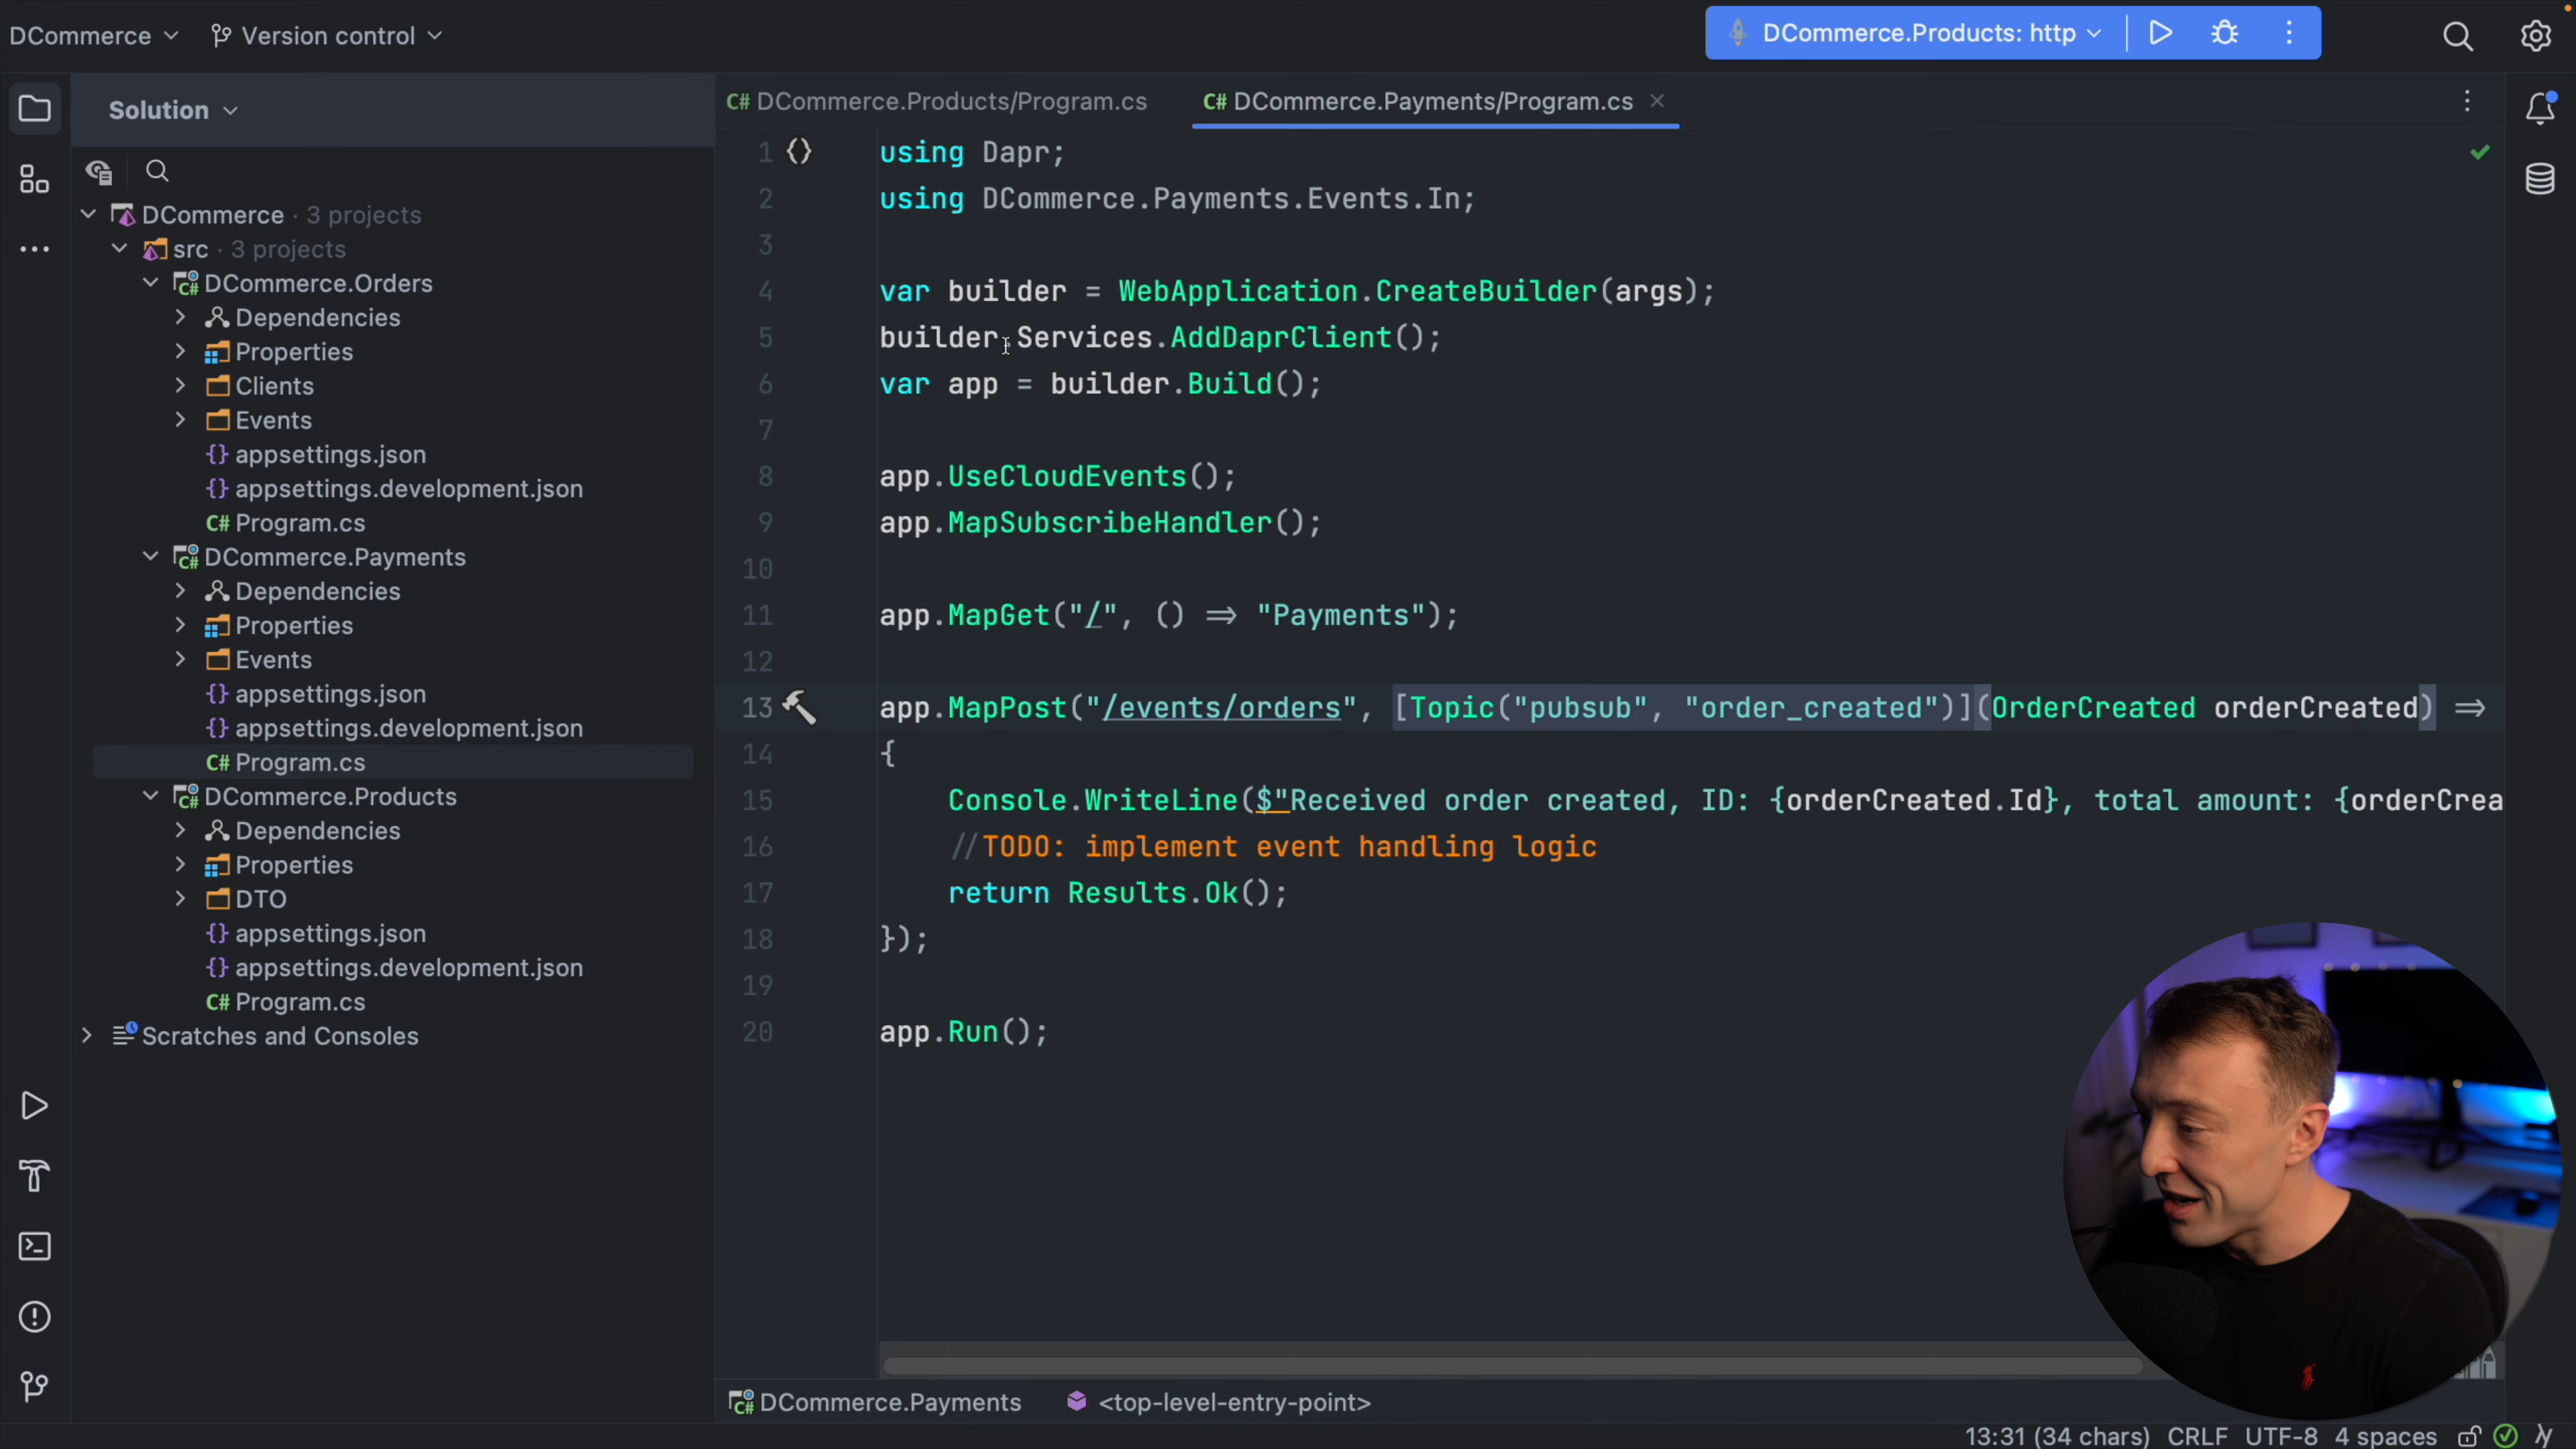 DCommerce
Version control
DCommerce.Products: http
Solution
C# DCommerce.Products/Program.cs
C# DCommerce.Payments/Program.cs
DCommerce · 3 projects
src · 3 projects
C# DCommerce.Orders
Dependencies
Properties
Clients
Events
{} appsettings.json
{} appsettings.development.json
C# Program.cs
C# DCommerce.Payments
Dependencies
Properties
Events
{} appsettings.json
{} appsettings.development.json
C# Program.cs
C# DCommerce.Products
Dependencies
Properties
DTO
{} appsettings.json
{} appsettings.development.json
C# Program.cs
Scratches and Consoles
1 using Dapr;
2 using DCommerce.Payments.Events.In;
3
4 var builder = WebApplication.CreateBuilder(args);
5 builder.Services.AddDaprClient();
6 var app = builder.Build();
7
8 app.UseCloudEvents();
9 app.MapSubscribeHandler();
10
11 app.MapGet("/", () => "Payments");
12
13 app.MapPost("/events/orders", [Topic("pubsub", "order_created")](OrderCreated orderCreated) =>
14 {
15 Console.WriteLine($"Received order created, ID: {orderCreated.Id}, total amount: {orderCrea
16 //TODO: implement event handling logic
17 return Results.Ok();
18 });
19
20 app.Run();
C# DCommerce.Payments
<top-level-entry-point>
13:31 (34 chars) CRLF UTF-8 4 spaces